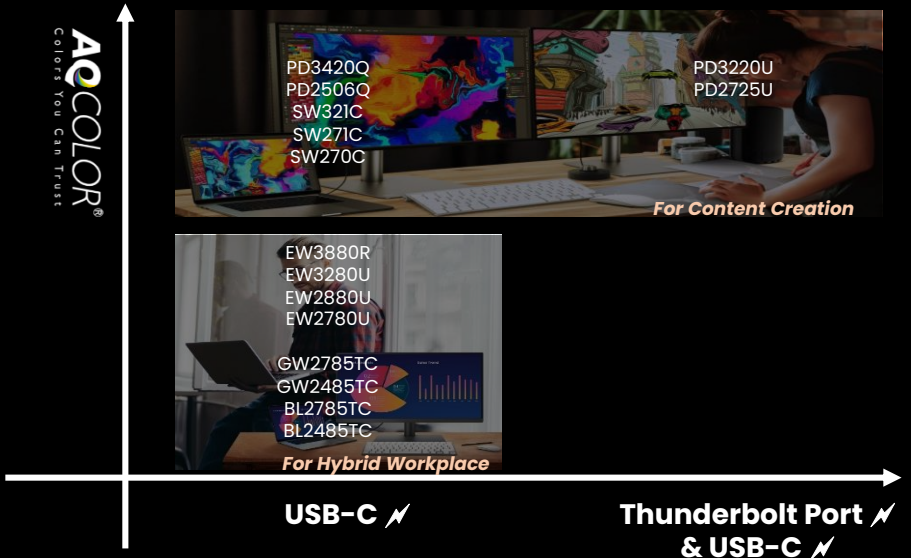 AQCOLOR®
Colors You Can Trust
PD3420Q
PD2506Q
SW321C
SW271C
SW270C
PD3220U
PD2725U
For Content Creation
EW3880R
EW3280U
EW2880U
EW2780U
GW2785TC
GW2485TC
BL2785TC
BL2485TC
For Hybrid Workplace
USB-C
Thunderbolt Port
& USB-C